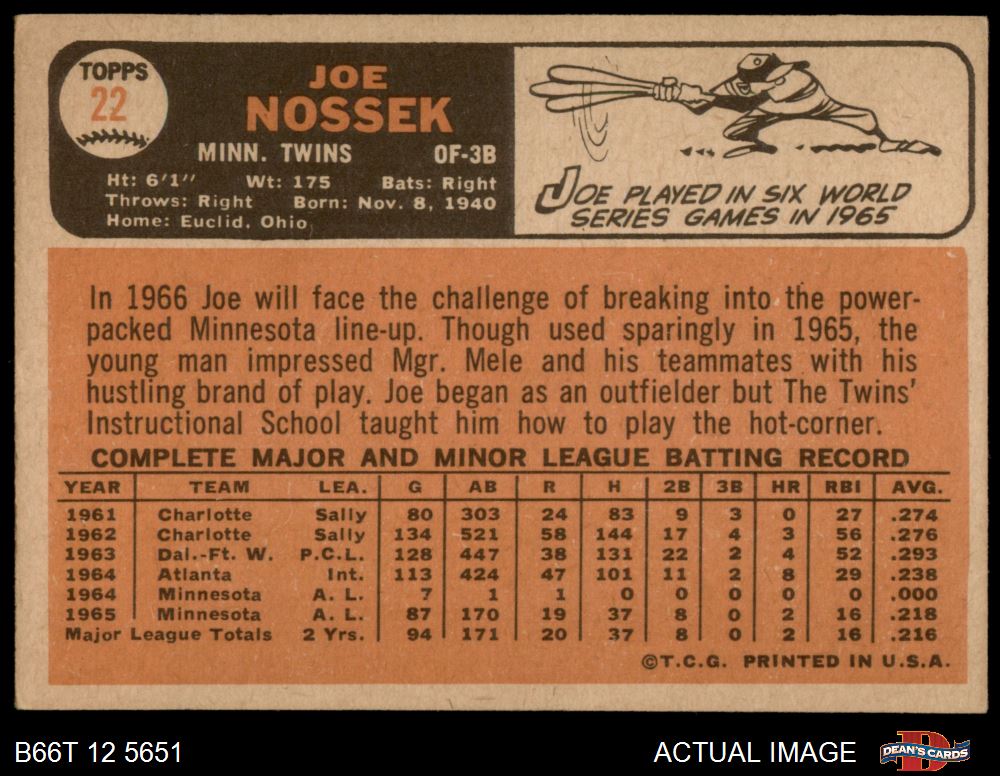 TOPPS
22
JOE
NOSSEK
MINN. TWINS OF-3B
Ht: 6'1" Wt: 175 Bats: Right
Throws: Right Born: Nov. 8, 1940
Home: Euclid, Ohio
JOE PLAYED IN SIX WORLD
SERIES GAMES IN 1965
In 1966 Joe will face the challenge of breaking into the power-
packed Minnesota line-up. Though used sparingly in 1965, the
young man impressed Mgr. Mele and his teammates with his
hustling brand of play. Joe began as an outfielder but The Twins'
Instructional School taught him how to play the hot-corner.
COMPLETE MAJOR AND MINOR LEAGUE BATTING RECORD
YEAR TEAM LEA. G AB R H 2B 3B HR RBI AVG.
1961 Charlotte Sally 80 303 24 83 9 3 0 27 .274
1962 Charlotte Sally 134 521 58 144 17 4 3 56 .276
1963 Dal.-Ft. W. P.C.L. 128 447 38 131 22 2 4 52 .293
1964 Atlanta Int. 113 424 47 101 11 2 8 29 .238
1964 Minnesota A. L. 7 1 1 0 0 0 0 0 .000
1965 Minnesota A. L. 87 170 19 37 8 0 2 16 .218
Major League Totals 2 Yrs. 94 171 20 37 8 0 2 16 .216
©T.C.G. PRINTED IN U.S.A.
B66T 12 5651
ACTUAL IMAGE
DEAN'S CARDS